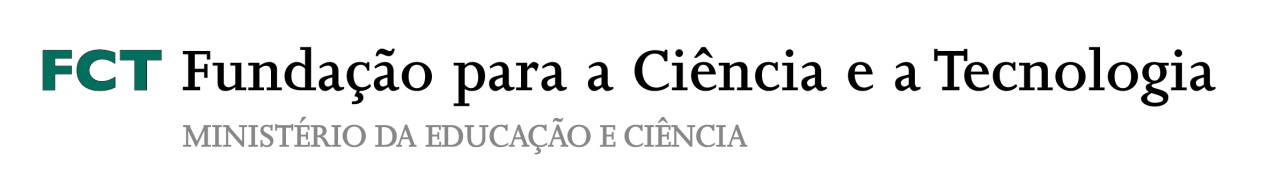 FCT Fundação para a Ciência e a Tecnologia
MINISTÉRIO DA EDUCAÇÃO E CIÊNCIA